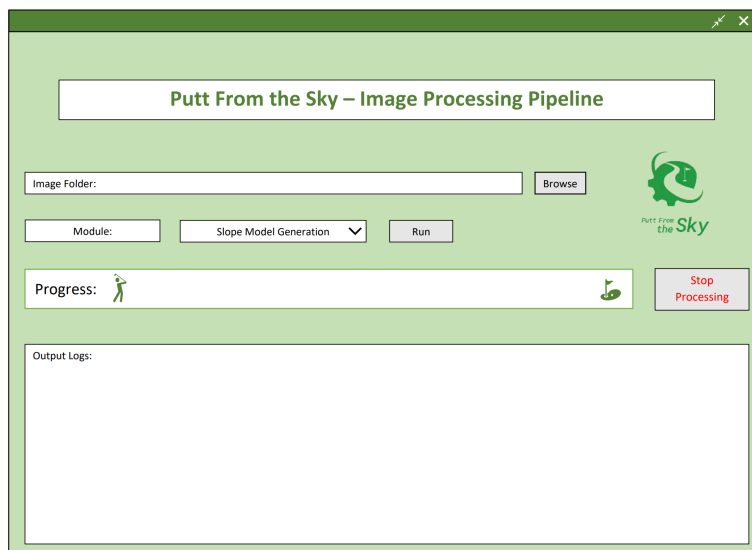 Putt From the Sky – Image Processing Pipeline
Image Folder:
Browse
Putt From
the Sky
Module:
Slope Model Generation
Run
Progress:
Stop
Processing
Output Logs: